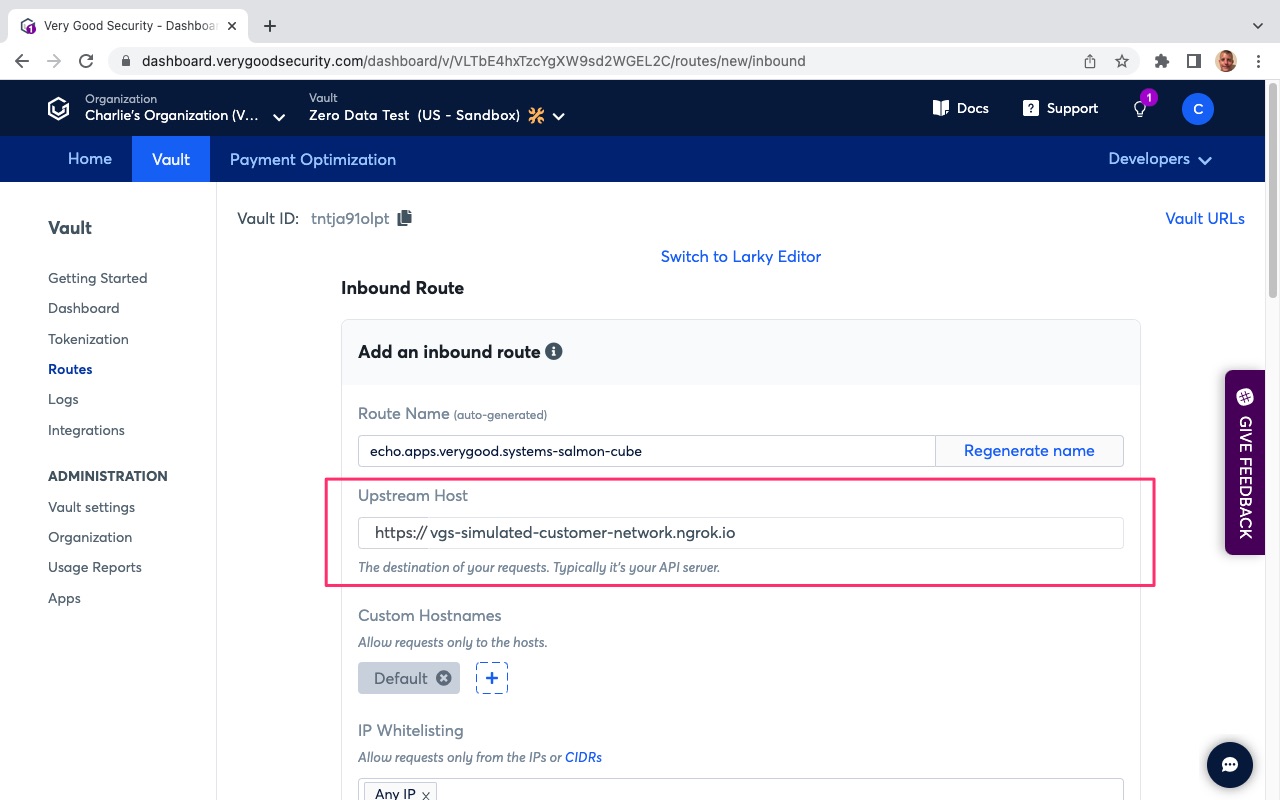 Very Good Security - Dashboa
dashboard.verygoodsecurity.com/dashboard/v/VLTbE4hxTzcYgXW9sd2WGEL2C/routes/new/inbound
Organization
Charlie's Organization (V...
Vault
Zero Data Test (US - Sandbox)
Docs
Support
1
C
Home
Vault
Payment Optimization
Developers
Vault
Getting Started
Dashboard
Tokenization
Routes
Logs
Integrations
ADMINISTRATION
Vault settings
Organization
Usage Reports
Apps
Vault ID: tntja91olpt
Vault URLs
Switch to Larky Editor
Inbound Route
Add an inbound route
Route Name (auto-generated)
echo.apps.verygood.systems-salmon-cube
Regenerate name
Upstream Host
https:// vgs-simulated-customer-network.ngrok.io
The destination of your requests. Typically it's your API server.
Custom Hostnames
Allow requests only to the hosts.
Default
IP Whitelisting
Allow requests only from the IPs or CIDRs
Any IP
GIVE FEEDBACK